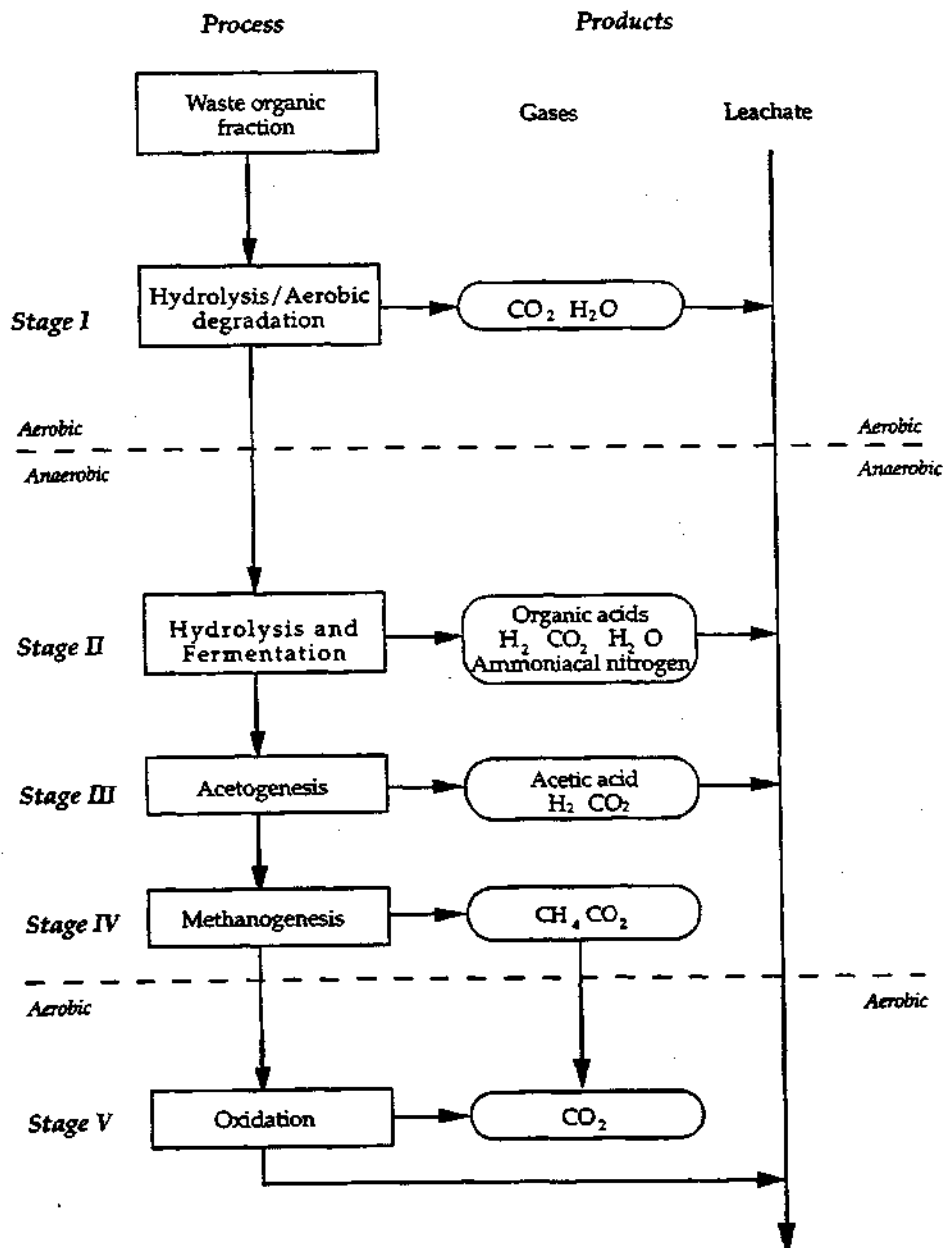 Process
Products
Waste organic
fraction
Gases
Leachate
Stage I
Hydrolysis/Aerobic
degradation
CO₂ H₂O
Aerobic
Aerobic
Anaerobic
Anaerobic
Stage II
Hydrolysis and
Fermentation
Organic acids
H₂ CO₂ H₂O
Ammoniacal nitrogen
Stage III
Acetogenesis
Acetic acid
H₂ CO₂
Stage IV
Methanogenesis
CH₄ CO₂
Aerobic
Aerobic
Stage V
Oxidation
CO₂